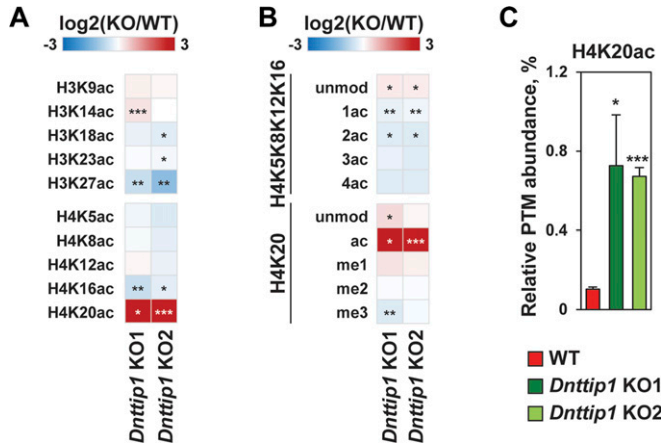 A
log2(KO/WT)
-3 3
H3K9ac
H3K14ac ***
H3K18ac *
H3K23ac *
H3K27ac ** **
H4K5ac
H4K8ac
H4K12ac
H4K16ac ** *
H4K20ac * ***
Dnttip1 KO1
Dnttip1 KO2
B
log2(KO/WT)
-3 3
H4K5K8K12K16
unmod * *
1ac ** **
2ac * *
3ac
4ac
H4K20
unmod *
ac * ***
me1
me2
me3 **
Dnttip1 KO1
Dnttip1 KO2
C
H4K20ac
Relative PTM abundance, %
1.2
0.8
0.4
0
*
***
WT
Dnttip1 KO1
Dnttip1 KO2